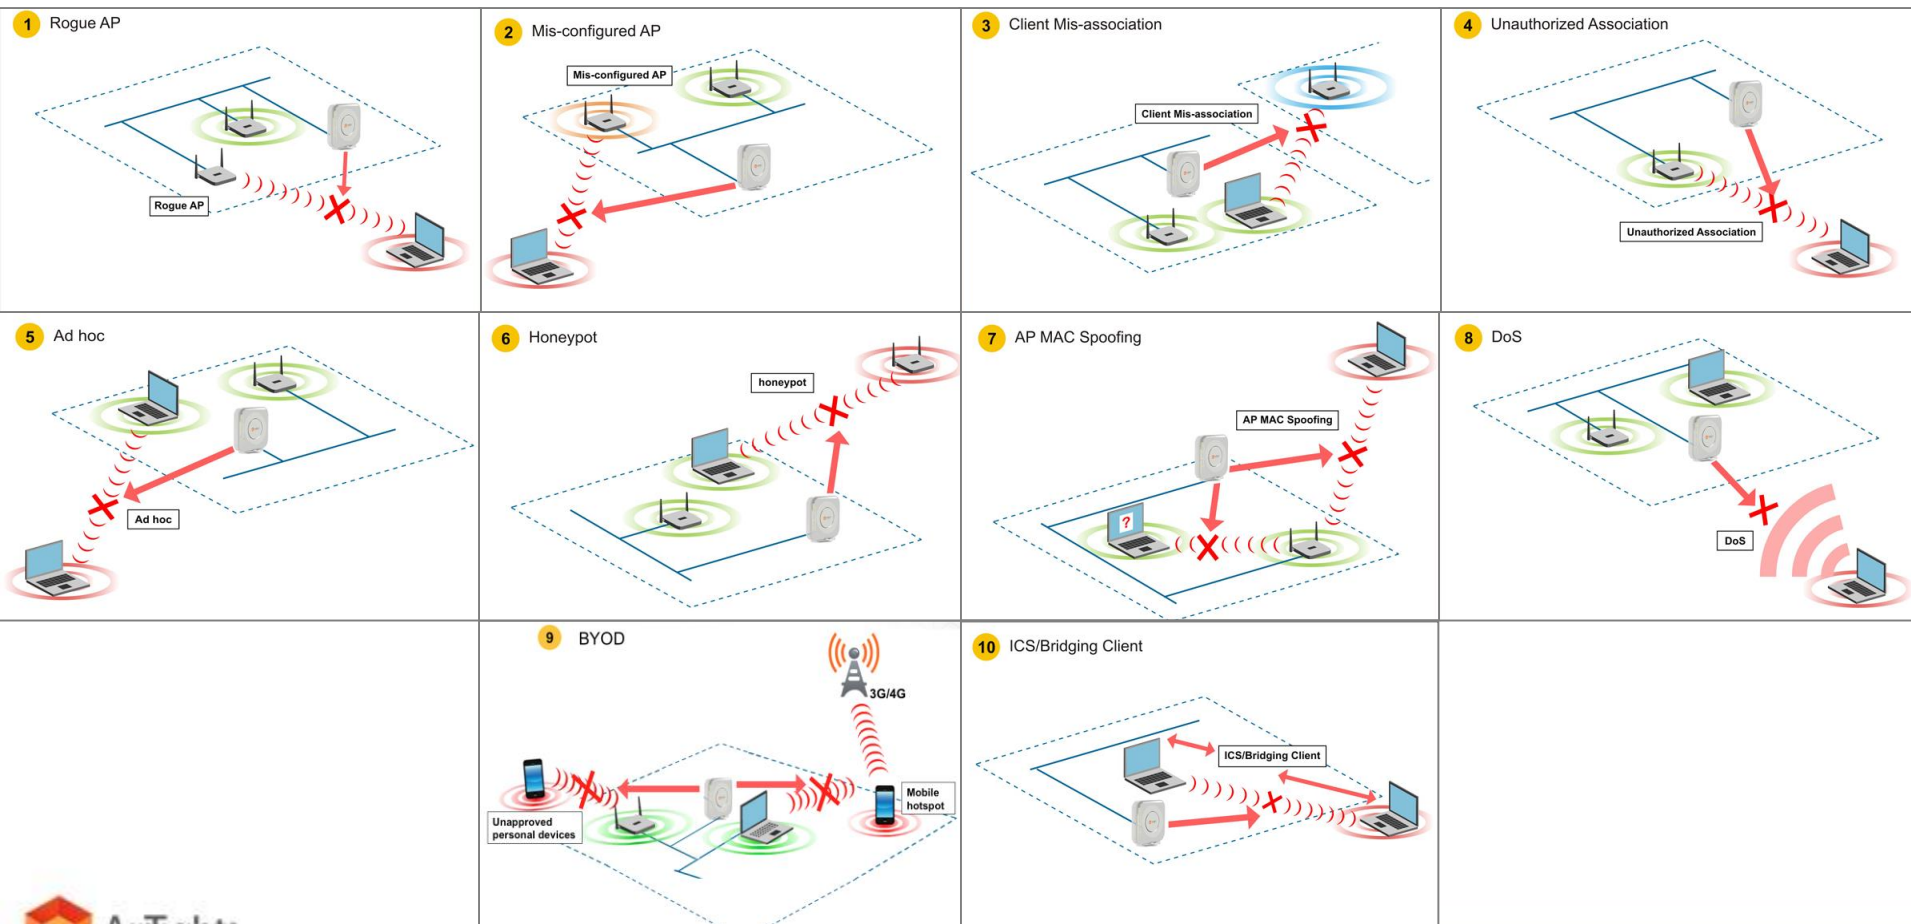 1 Rogue AP
Rogue AP
2 Mis-configured AP
Mis-configured AP
3 Client Mis-association
Client Mis-association
4 Unauthorized Association
Unauthorized Association
5 Ad hoc
Ad hoc
6 Honeypot
honeypot
7 AP MAC Spoofing
AP MAC Spoofing
?
8 DoS
DoS
9 BYOD
3G/4G
Mobile
hotspot
Unapproved
personal devices
10 ICS/Bridging Client
ICS/Bridging Client